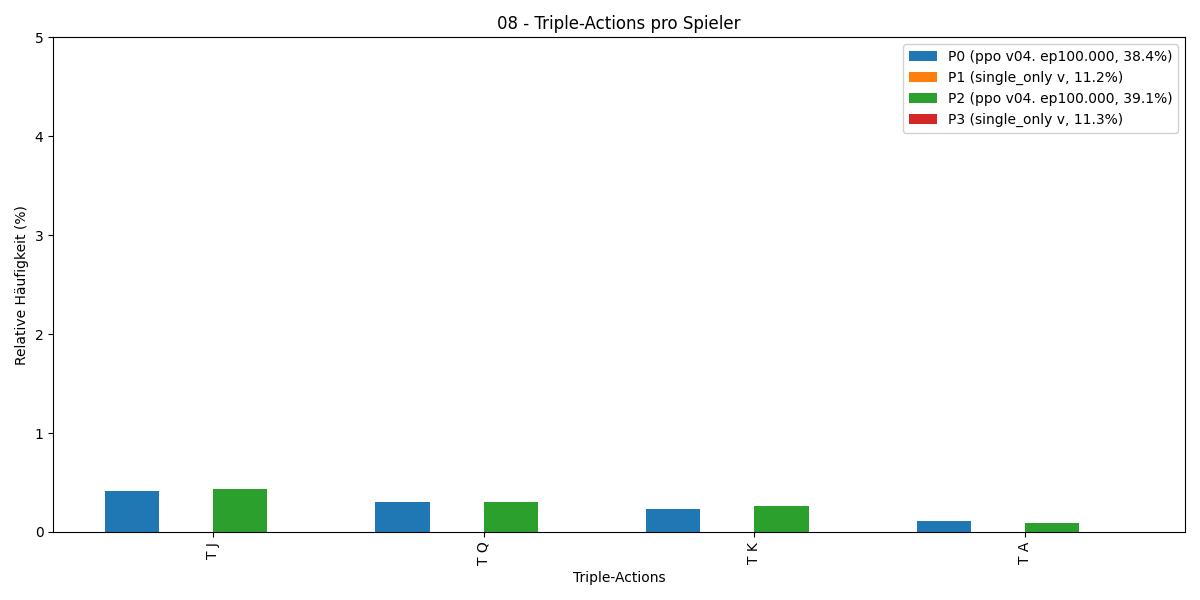 08 - Triple-Actions pro Spieler
P0 (ppo v04. ep100.000, 38.4%)
P1 (single_only v, 11.2%)
P2 (ppo v04. ep100.000, 39.1%)
P3 (single_only v, 11.3%)
Relative Häufigkeit (%)
5
4
3
2
1
0
T J
T Q
T K
T A
Triple-Actions